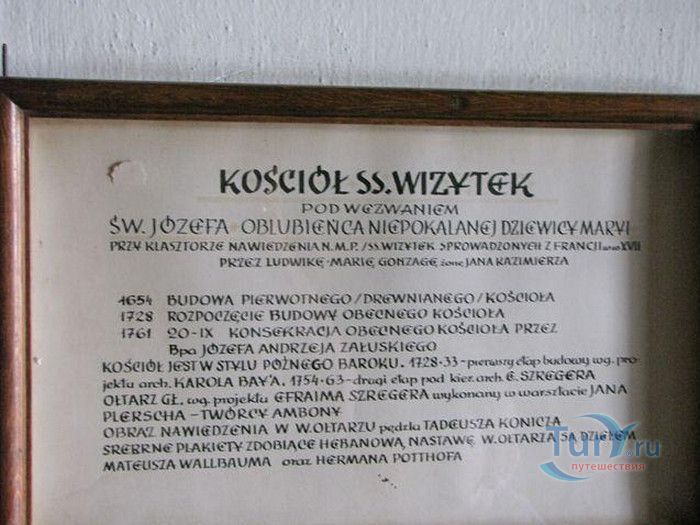 KOŚCIÓŁ SS. WIZYTEK
POD WEZWANIEM
ŚW. JÓZEFA OBLUBIEŃCA NIEPOKALANEJ DZIEWICY MARYI
PRZY KLASZTORZE NAWIEDZENIA N.M.P. /SS. WIZYTEK SPROWADZONYCH Z FRANCJI XVII
PRZEZ LUDWIKĘ-MARIĘ GONZAGĘ żonę JANA KAZIMIERZA
1654 BUDOWA PIERWOTNEGO/DREWNIANEGO/KOŚCIOŁA
1728 ROZPOCZĘCIE BUDOWY OBECNEGO KOŚCIOŁA
1761 20-IX KONSEKRACJA OBECNEGO KOŚCIOŁA PRZEZ
Bpa JÓZEFA ANDRZEJA ZAŁUSKIEGO
KOŚCIÓŁ JEST W STYLU PÓŹNEGO BAROKU. 1728-33-pierwszy etap budowy wg. pro-
jektu arch. KAROLA BAY'A. 1754-63-drugi etap pod kier. arch. E. SZREGERA
OŁTARZ GŁ. wg. projektu EFRAIMA SZREGERA wykonany w warsztacie JANA
PLERSCHA - TWÓRCY AMBONY
OBRAZ NAWIEDZENIA W W. OŁTARZU pędzla TADEUSZA KONICZA
SREBRNE PLAKIETY ZDOBIĄCE HEBANOWĄ NASTAWĘ W. OŁTARZA SĄ DZIEŁEM
MATEUSZA WALLBAUMA oraz HERMANA POTTHOFA
TurY.ru
путешествия